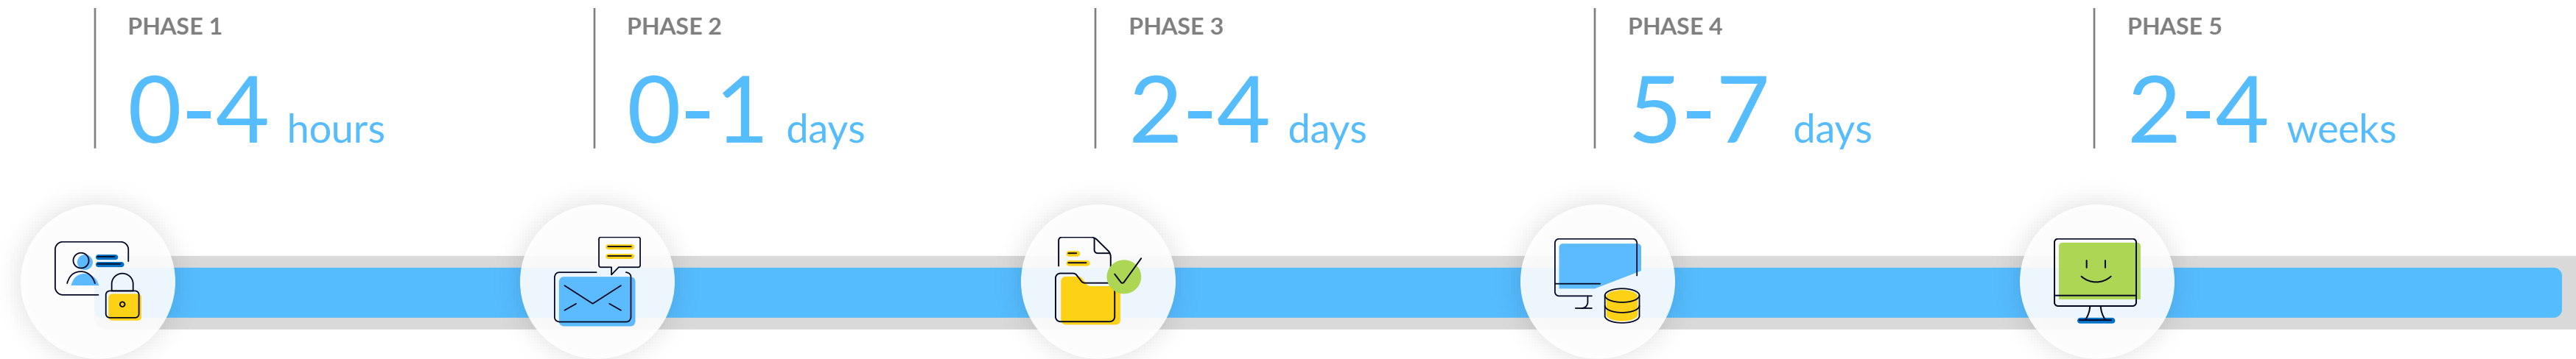 PHASE 1
0-4 hours
PHASE 2
0-1 days
PHASE 3
2-4 days
PHASE 4
5-7 days
PHASE 5
2-4 weeks